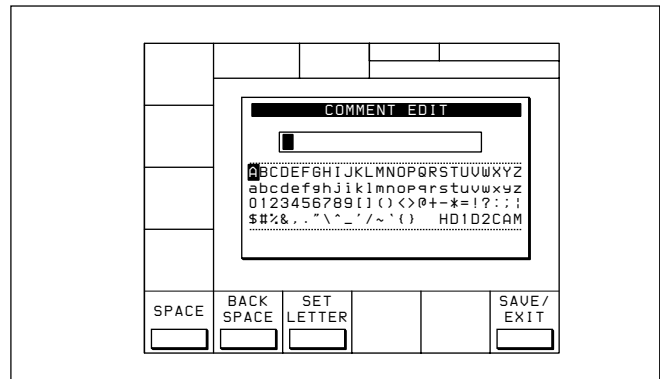 COMMENT EDIT
ABCDEFGHIJKLMNOPQRSTUVWXYZ
abcdefghijklmnopqrstuvwxyz
0123456789[]()<>@+-*=!?:;¦
$#%&,."\^_'/~`{} HD1D2CAM
SPACE
BACK
SPACE
SET
LETTER
SAVE/
EXIT